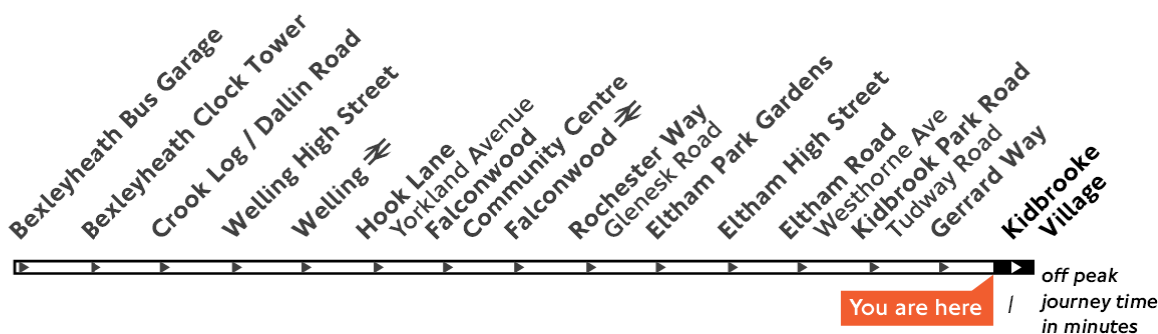 Bexleyheath Bus Garage
Bexleyheath Clock Tower
Crook Log / Dallin Road
Welling High Street
Welling
Hook Lane
Yorkland Avenue
Falconwood
Community Centre
Falconwood
Rochester Way
Glenesk Road
Eltham Park Gardens
Eltham High Street
Eltham Road
Westhorne Ave
Kidbrook Park Road
Tudway Road
Gerrard Way
Kidbrooke
Village
You are here
/
off peak
journey time
in minutes